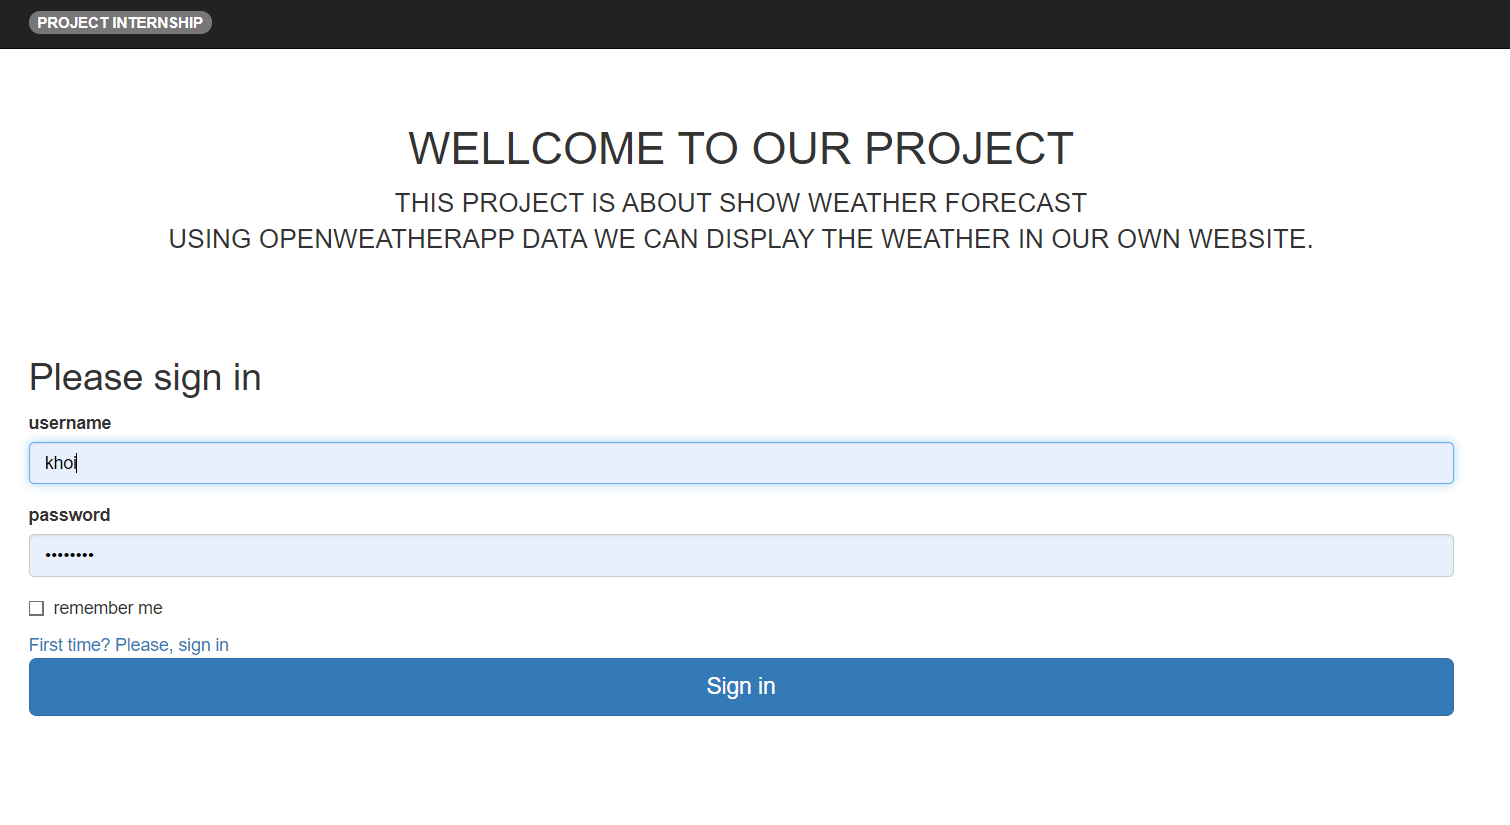 PROJECT INTERNSHIP
WELLCOME TO OUR PROJECT
THIS PROJECT IS ABOUT SHOW WEATHER FORECAST
USING OPENWEATHERAPP DATA WE CAN DISPLAY THE WEATHER IN OUR OWN WEBSITE.
Please sign in
username
khoi
password
••••••••
remember me
First time? Please, sign in
Sign in